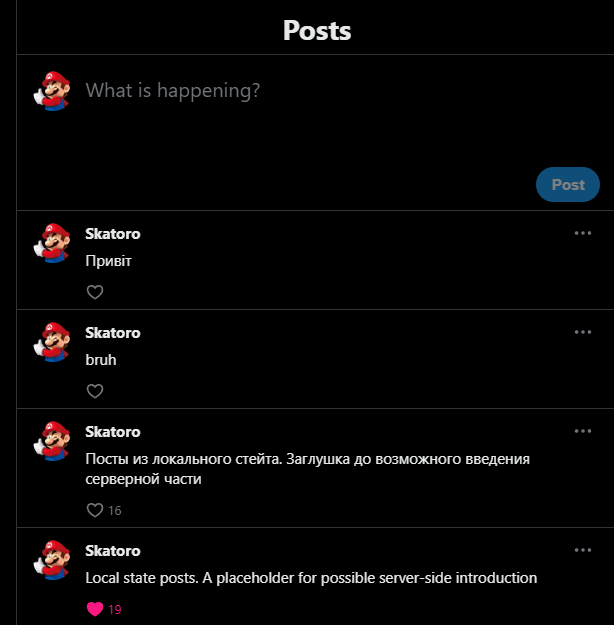 Posts
What is happening?
Post
Skatoro
Привіт
Skatoro
bruh
Skatoro
Посты из локального стейта. Заглушка до возможного введения
серверной части
16
Skatoro
Local state posts. A placeholder for possible server-side introduction
19